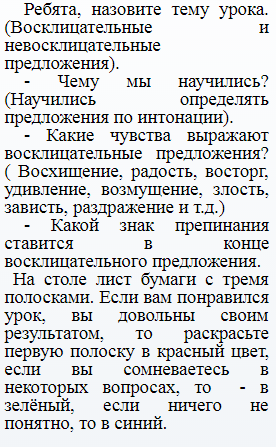 Ребята, назовите тему урока.
(Восклицательные и
невосклицательные
предложения).
- Чему мы научились?
(Научились определять
предложения по интонации).
- Какие чувства выражают
восклицательные предложения?
( Восхищение, радость, восторг,
удивление, возмущение, злость,
зависть, раздражение и т.д.)
- Какой знак препинания
ставится в конце
восклицательного предложения.
На столе лист бумаги с тремя
полосками. Если вам понравился
урок, вы довольны своим
результатом, то раскрасьте
первую полоску в красный цвет,
если вы сомневаетесь в
некоторых вопросах, то - в
зелёный, если ничего не
понятно, то в синий.